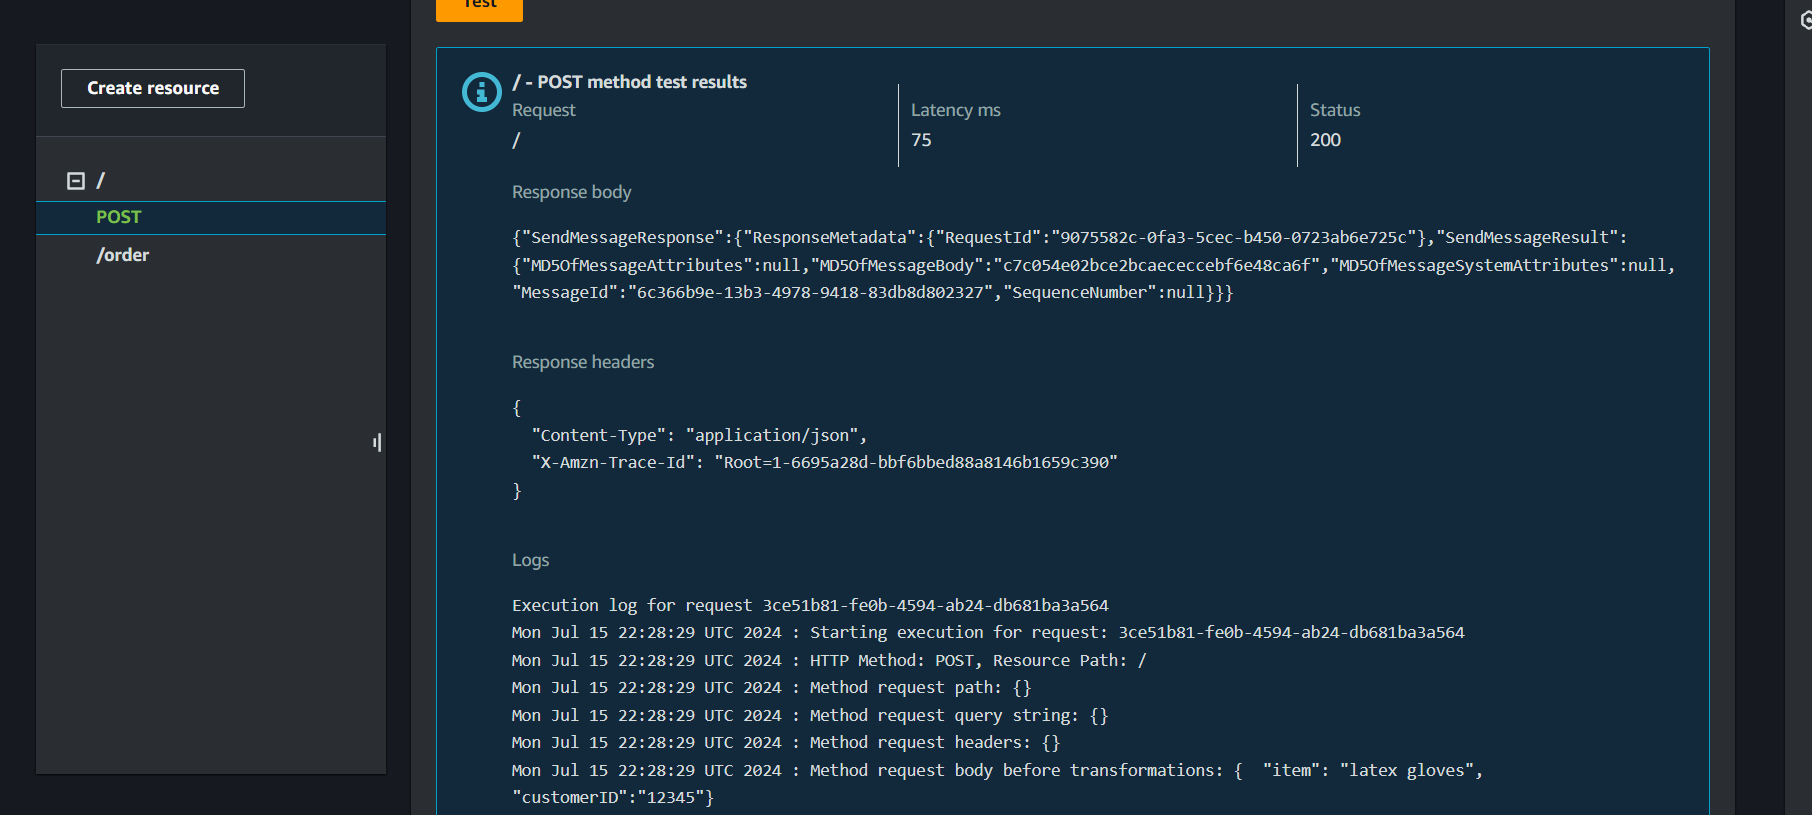 Test
Create resource
/
POST
/order
/ - POST method test results
Request
/
Latency ms
75
Status
200
Response body
{"SendMessageResponse":{"ResponseMetadata":{"RequestId":"9075582c-0fa3-5cec-b450-0723ab6e725c"},"SendMessageResult":
{"MD5OfMessageAttributes":null,"MD5OfMessageBody":"c7c054e02bce2bcaececcebf6e48ca6f","MD5OfMessageSystemAttributes":null,
"MessageId":"6c366b9e-13b3-4978-9418-83db8d802327","SequenceNumber":null}}}
Response headers
{
"Content-Type": "application/json",
"X-Amzn-Trace-Id": "Root=1-6695a28d-bbf6bbed88a8146b1659c390"
}
Logs
Execution log for request 3ce51b81-fe0b-4594-ab24-db681ba3a564
Mon Jul 15 22:28:29 UTC 2024 : Starting execution for request: 3ce51b81-fe0b-4594-ab24-db681ba3a564
Mon Jul 15 22:28:29 UTC 2024 : HTTP Method: POST, Resource Path: /
Mon Jul 15 22:28:29 UTC 2024 : Method request path: {}
Mon Jul 15 22:28:29 UTC 2024 : Method request query string: {}
Mon Jul 15 22:28:29 UTC 2024 : Method request headers: {}
Mon Jul 15 22:28:29 UTC 2024 : Method request body before transformations: {  "item": "latex gloves",
"customerID":"12345"}